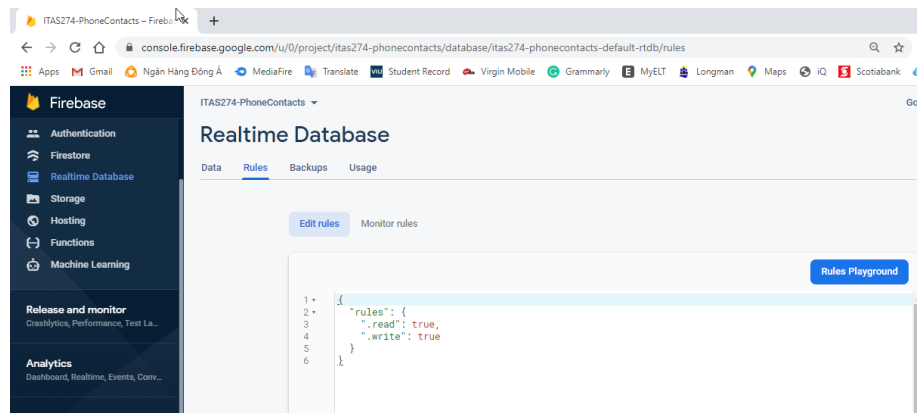 ITAS274-PhoneContacts – Fireba
console.firebase.google.com/u/0/project/itas274-phonecontacts/database/itas274-phonecontacts-default-rtdb/rules
Apps Gmail Ngân Hàng Đông Á MediaFire Translate VIU Student Record Virgin Mobile Grammarly MyELT Longman Maps iQ Scotiabank
Firebase
ITAS274-PhoneContacts
Go
Realtime Database
Data Rules Backups Usage
Authentication
Firestore
Realtime Database
Storage
Hosting
Functions
Machine Learning
Release and monitor
Crashlytics, Performance, Test La...
Analytics
Dashboard, Realtime, Events, Conv...
Edit rules Monitor rules
Rules Playground
1 {
2 "rules": {
3 ".read": true,
4 ".write": true
5 }
6 }